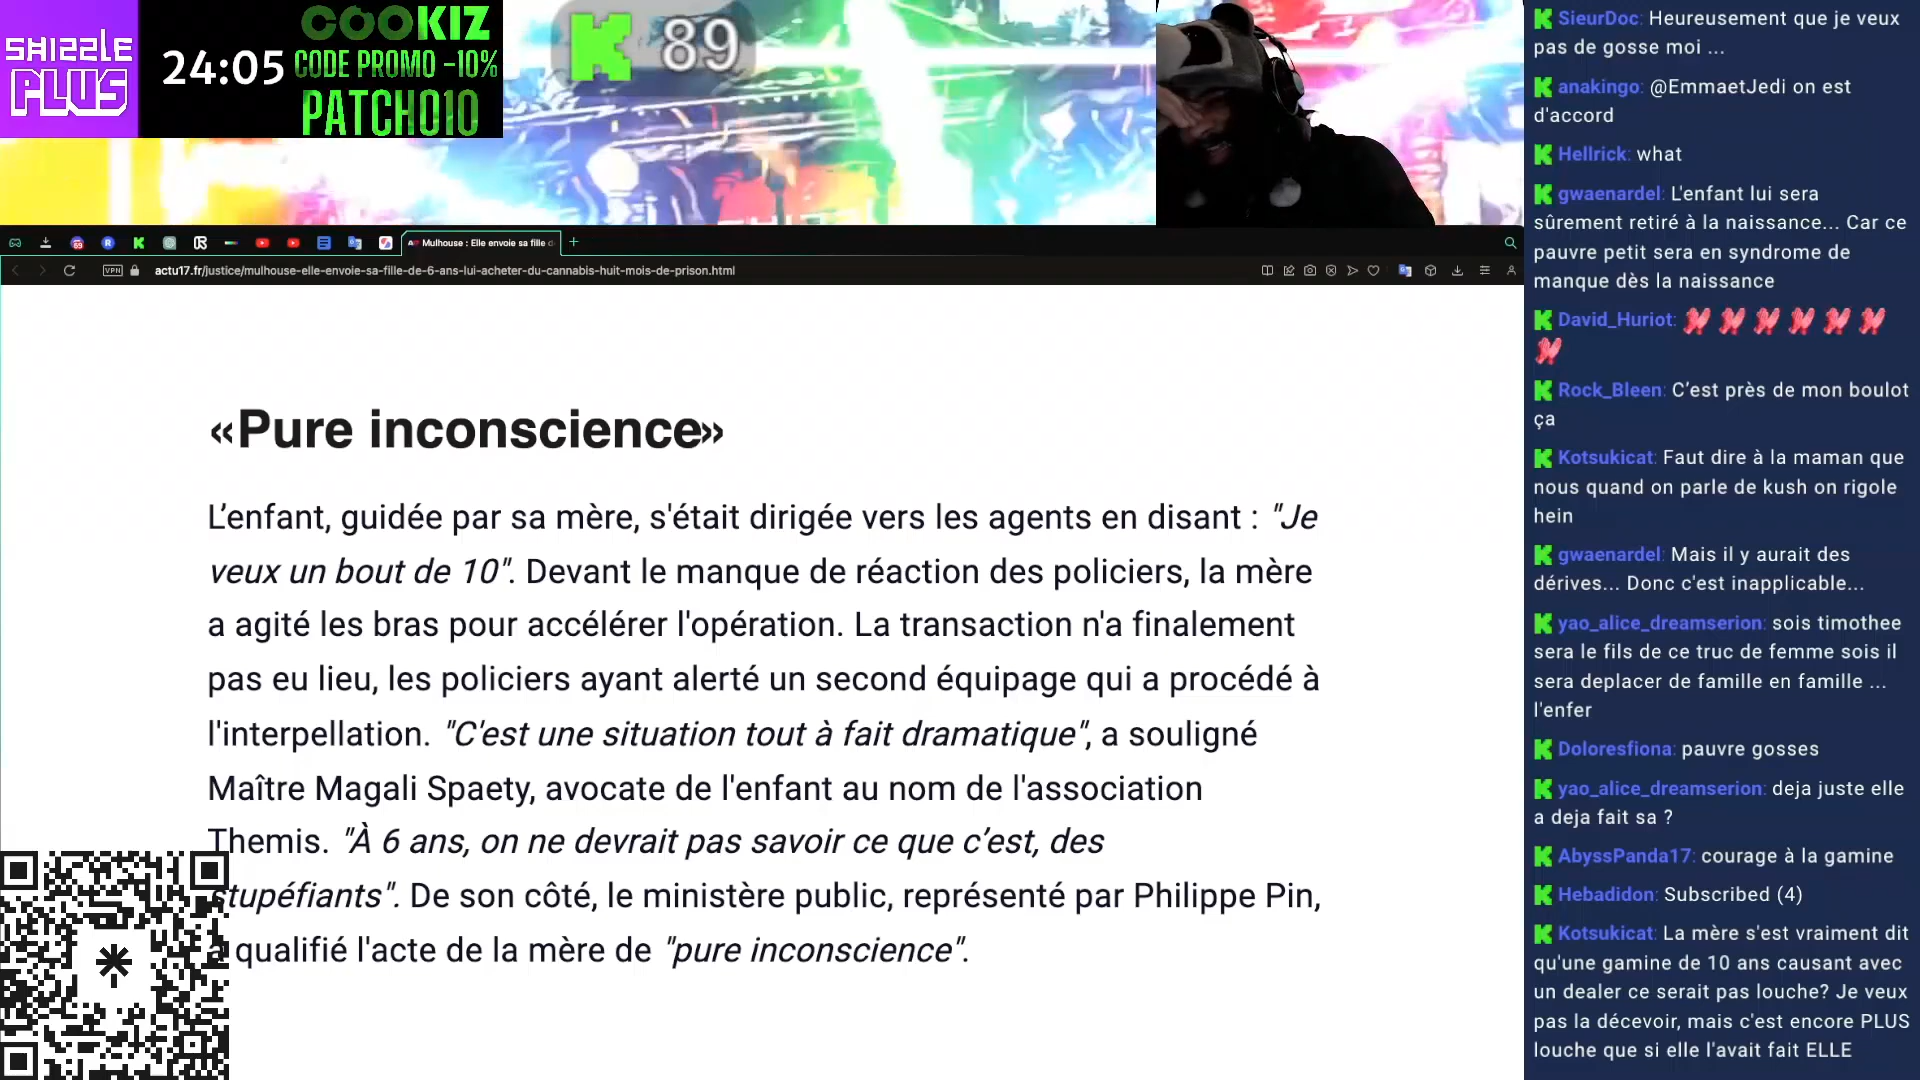 SHIZZLE
PLUS
24:05
COOKIZ
CODE PROMO -10%
PATCHO10
89
Mulhouse : Elle envoie sa fille d
VPN
actu17.fr/justice/mulhouse-elle-envoie-sa-fille-de-6-ans-lui-acheter-du-cannabis-huit-mois-de-prison.html
«Pure inconscience»
L’enfant, guidée par sa mère, s'était dirigée vers les agents en disant : "Je
veux un bout de 10". Devant le manque de réaction des policiers, la mère
a agité les bras pour accélérer l'opération. La transaction n'a finalement
pas eu lieu, les policiers ayant alerté un second équipage qui a procédé à
l'interpellation. "C'est une situation tout à fait dramatique", a souligné
Maître Magali Spaety, avocate de l'enfant au nom de l'association
Themis. "À 6 ans, on ne devrait pas savoir ce que c’est, des
stupéfiants". De son côté, le ministère public, représenté par Philippe Pin,
a qualifié l'acte de la mère de "pure inconscience".
SieurDoc: Heureusement que je veux
pas de gosse moi ...
anakingo: @EmmaetJedi on est
d'accord
Hellrick: what
gwaenardel: L'enfant lui sera
sûrement retiré à la naissance... Car ce
pauvre petit sera en syndrome de
manque dès la naissance
David_Huriot:
Rock_Bleen: C’est près de mon boulot
ça
Kotsukicat: Faut dire à la maman que
nous quand on parle de kush on rigole
hein
gwaenardel: Mais il y aurait des
dérives... Donc c'est inapplicable...
yao_alice_dreamserion: sois timothee
sera le fils de ce truc de femme sois il
sera deplacer de famille en famille ...
l'enfer
Doloresfiona: pauvre gosses
yao_alice_dreamserion: deja juste elle
a deja fait sa ?
AbyssPanda17: courage à la gamine
Hebadidon: Subscribed (4)
Kotsukicat: La mère s'est vraiment dit
qu'une gamine de 10 ans causant avec
un dealer ce serait pas louche? Je veux
pas la décevoir, mais c'est encore PLUS
louche que si elle l'avait fait ELLE